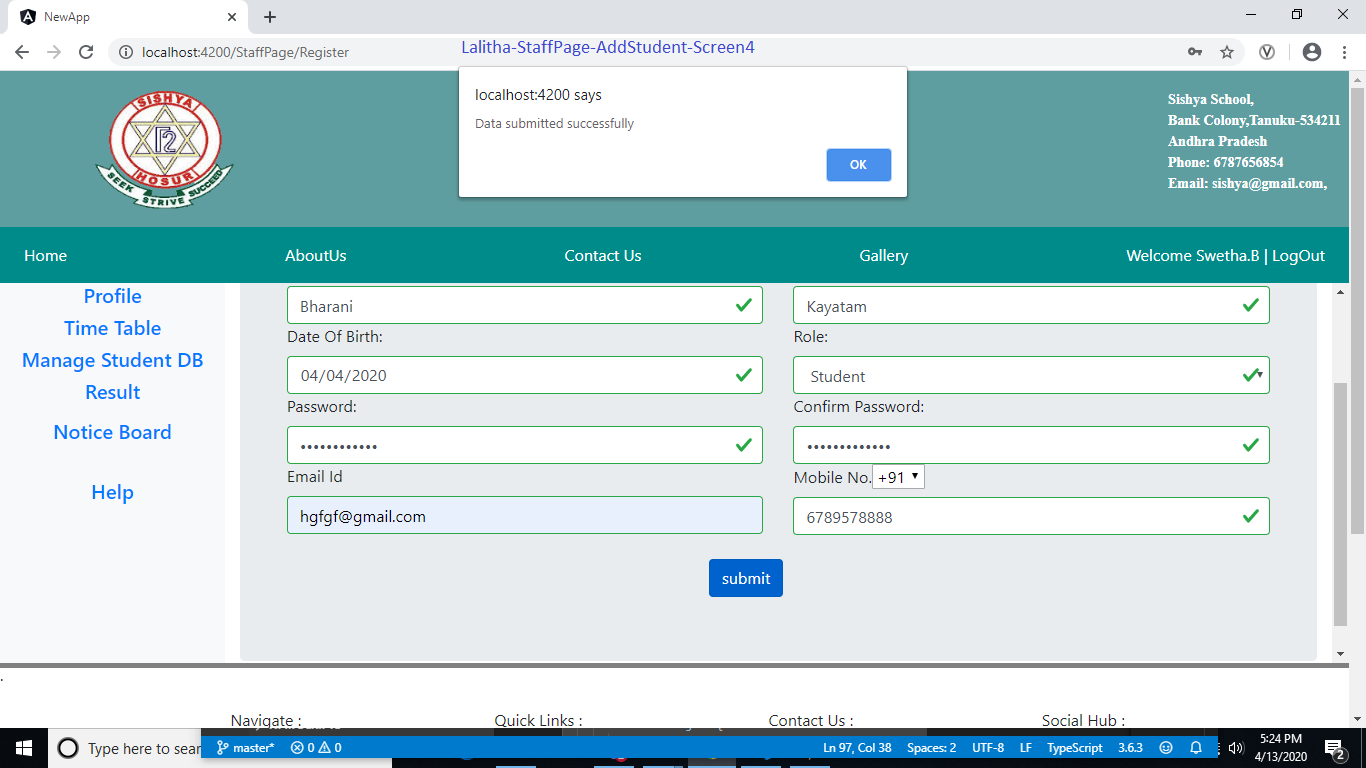 NewApp
localhost:4200/StaffPage/Register
Lalitha-StaffPage-AddStudent-Screen4
localhost:4200 says
Data submitted successfully
OK
SISHYA
HOSUR
SEEK STRIVE SUCCEED
Sishya School,
Bank Colony,Tanuku-534211
Andhra Pradesh
Phone: 6787656854
Email: sishya@gmail.com,
Home AboutUs Contact Us Gallery Welcome Swetha.B | LogOut
Profile
Time Table
Manage Student DB
Result
Notice Board
Help
Bharani Kayatam
Date Of Birth: Role:
04/04/2020 Student
Password: Confirm Password:
Email Id Mobile No. +91
hgfgf@gmail.com 6789578888
submit
.
Navigate : Quick Links : Contact Us : Social Hub :
Type here to sear
master* 0 0 Ln 97, Col 38 Spaces: 2 UTF-8 LF TypeScript 3.6.3
5:24 PM
4/13/2020
2